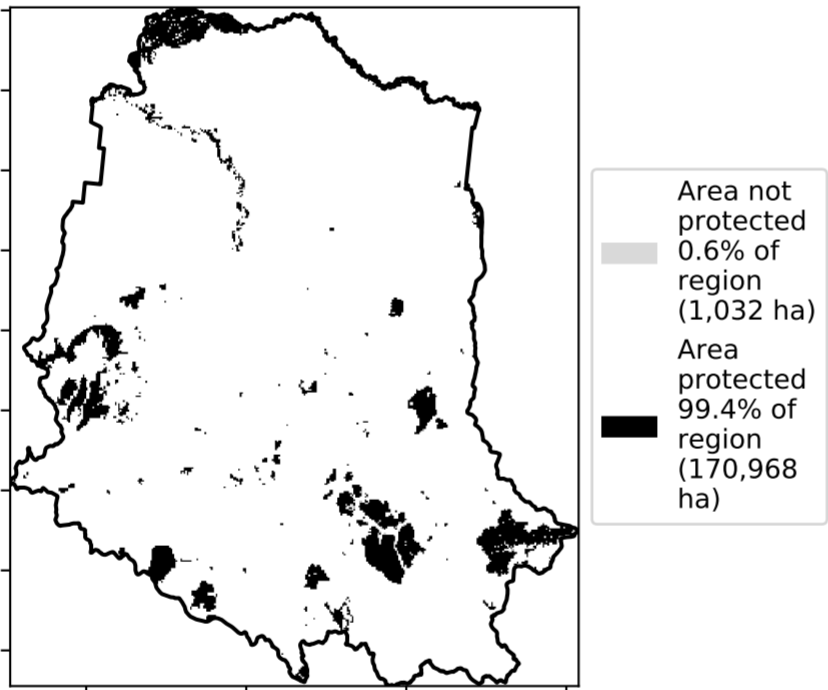 Area not
protected
0.6% of
region
(1,032 ha)
Area
protected
99.4% of
region
(170,968
ha)